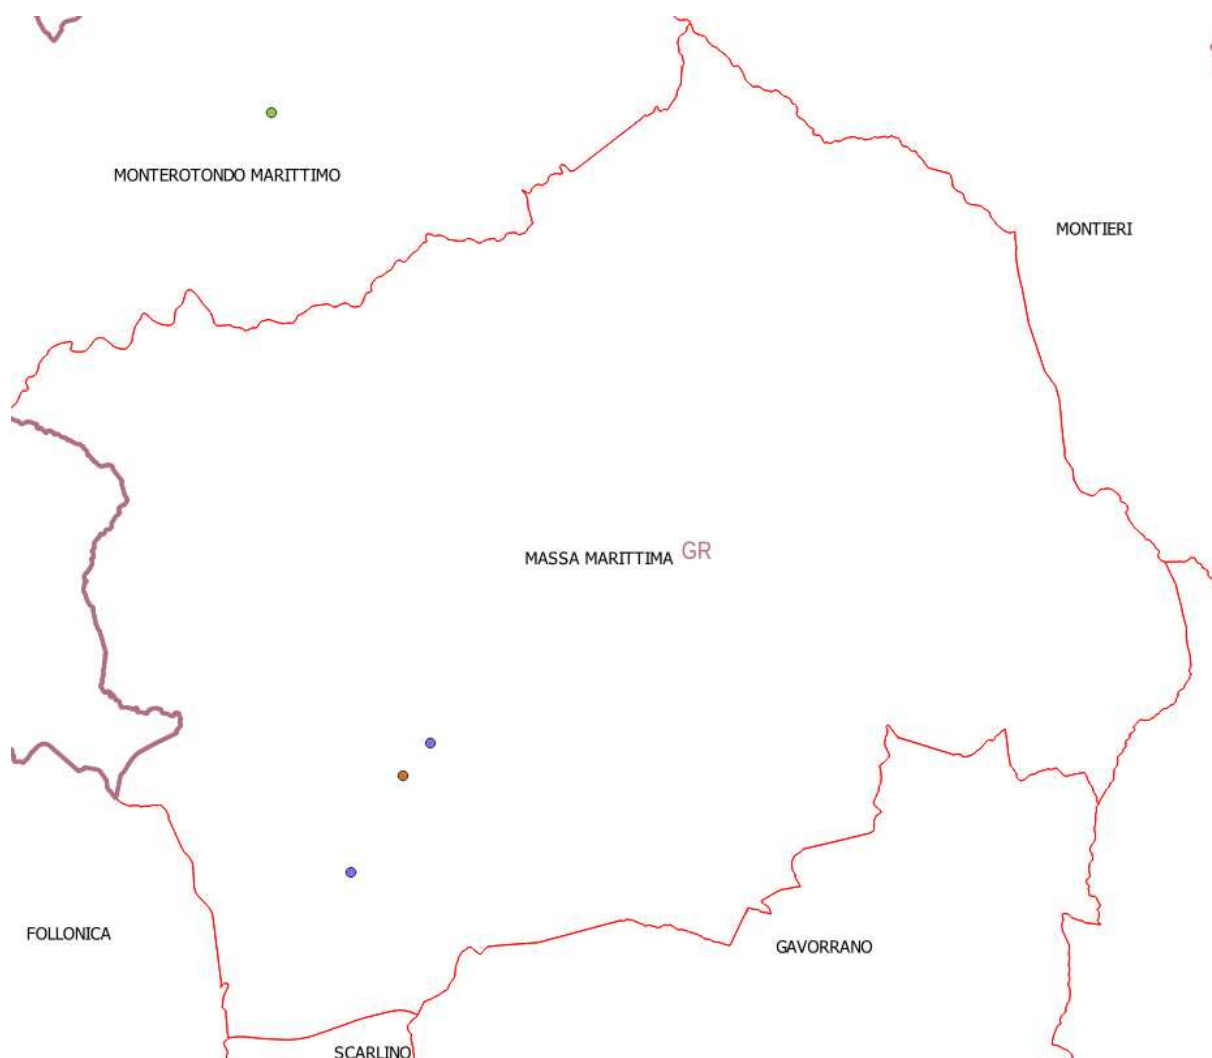 MONTEROTONDO MARITTIMO
MONTIERI
MASSA MARITTIMA GR
FOLLONICA
GAVORRANO
SCARLINO